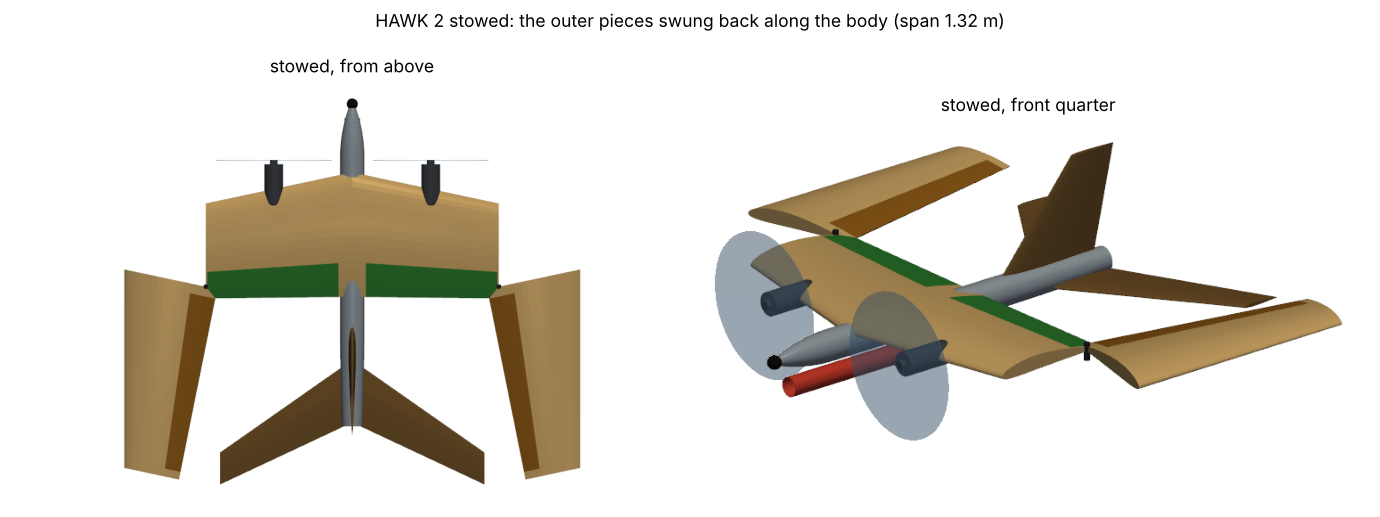 HAWK 2 stowed: the outer pieces swung back along the body (span 1.32 m)
stowed, from above
stowed, front quarter